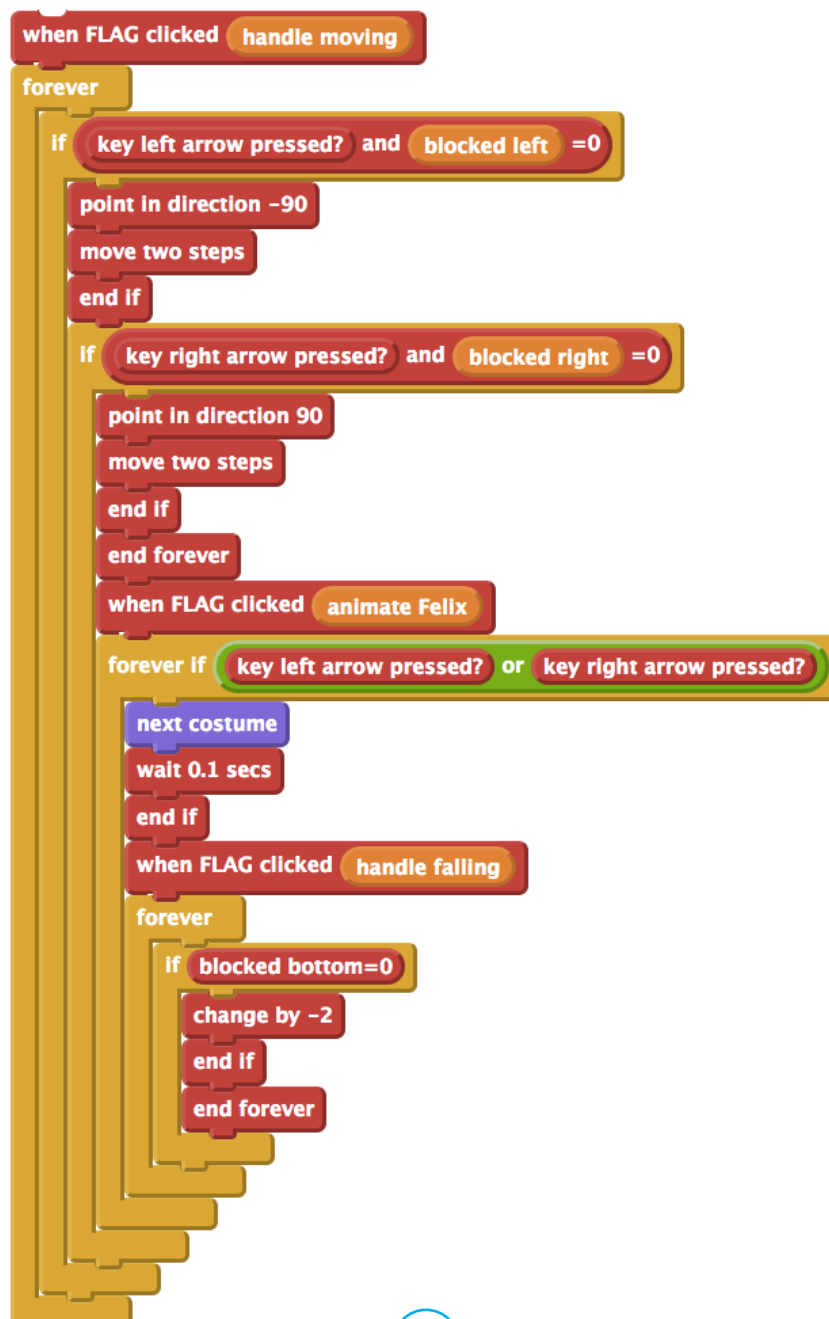 when FLAG clicked handle moving
forever
if key left arrow pressed? and blocked left =0
point in direction -90
move two steps
end if
if key right arrow pressed? and blocked right =0
point in direction 90
move two steps
end if
end forever
when FLAG clicked animate Felix
forever if key left arrow pressed? or key right arrow pressed?
next costume
wait 0.1 secs
end if
when FLAG clicked handle falling
forever
if blocked bottom=0
change by -2
end if
end forever